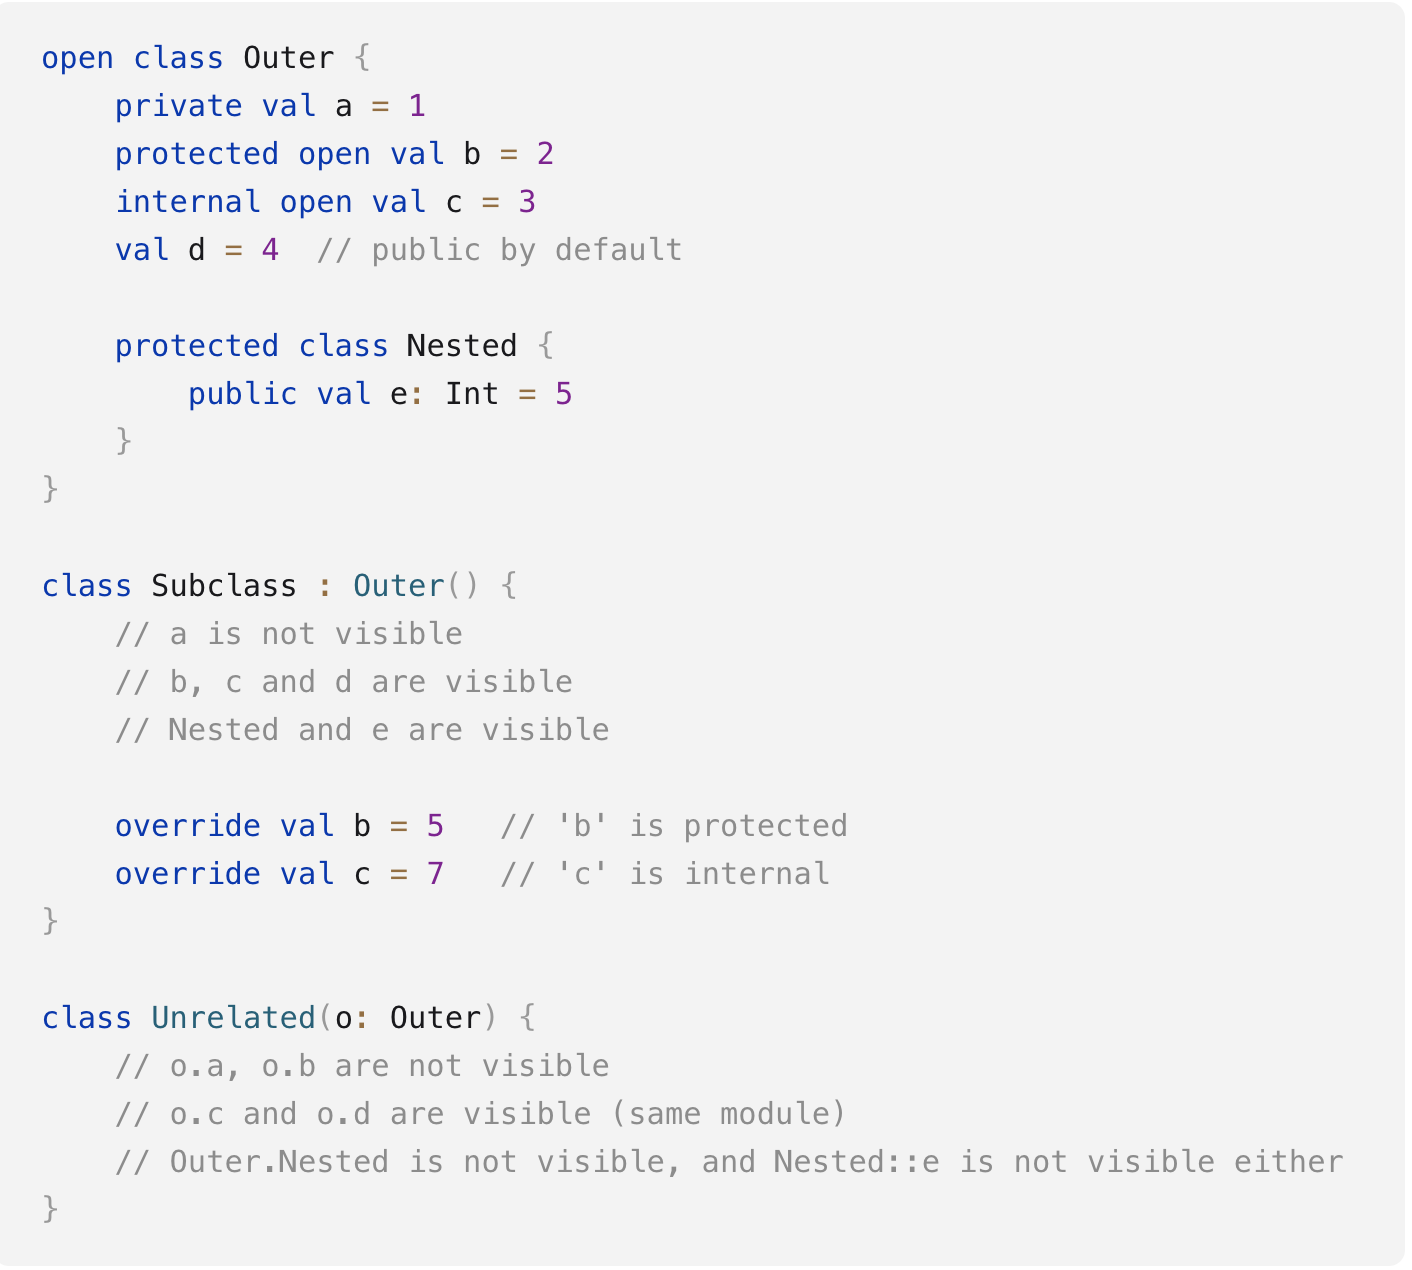 open class Outer {
    private val a = 1
    protected open val b = 2
    internal open val c = 3
    val d = 4  // public by default

    protected class Nested {
        public val e: Int = 5
    }
}

class Subclass : Outer() {
    // a is not visible
    // b, c and d are visible
    // Nested and e are visible

    override val b = 5   // 'b' is protected
    override val c = 7   // 'c' is internal
}

class Unrelated(o: Outer) {
    // o.a, o.b are not visible
    // o.c and o.d are visible (same module)
    // Outer.Nested is not visible, and Nested::e is not visible either
}